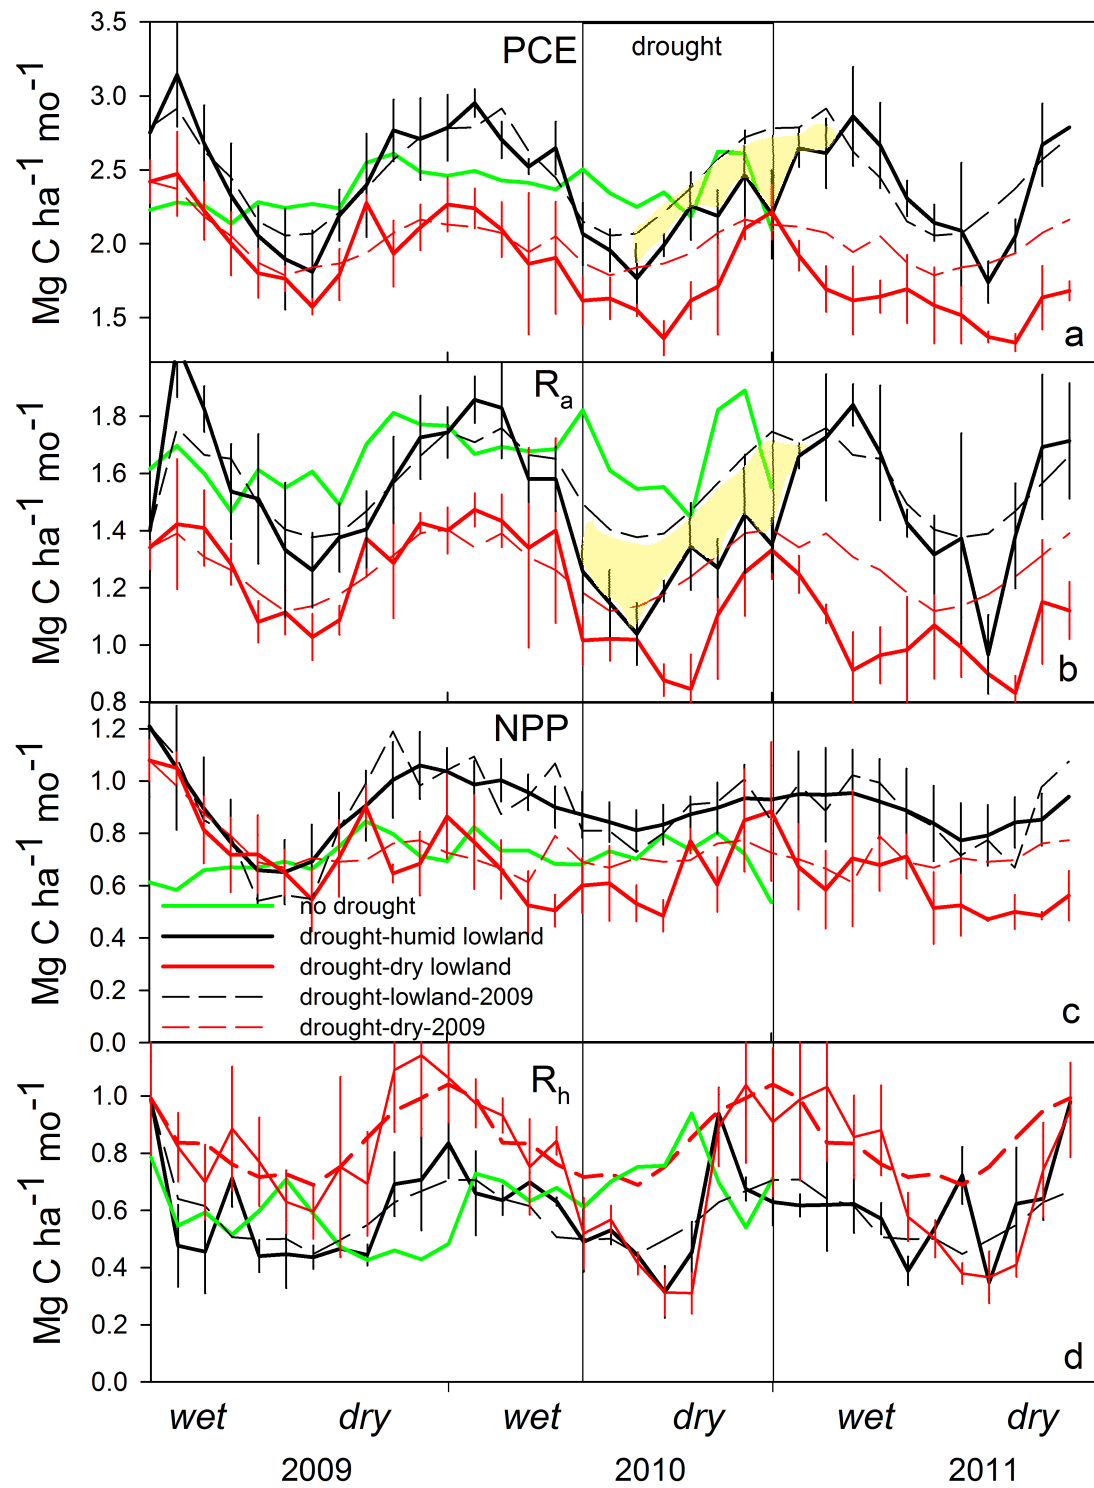 3.5
PCE
drought
3.0
2.5
2.0
1.5
Mg C ha-1 mo-1
a
Ra
1.8
1.6
1.4
1.2
1.0
0.8
Mg C ha-1 mo-1
b
NPP
1.2
1.0
0.8
0.6
0.4
0.2
0.0
Mg C ha-1 mo-1
no drought
drought-humid lowland
drought-dry lowland
drought-lowland-2009
drought-dry-2009
c
Rh
1.0
0.8
0.6
0.4
0.2
0.0
Mg C ha-1 mo-1
d
wet dry wet dry wet dry
2009 2010 2011